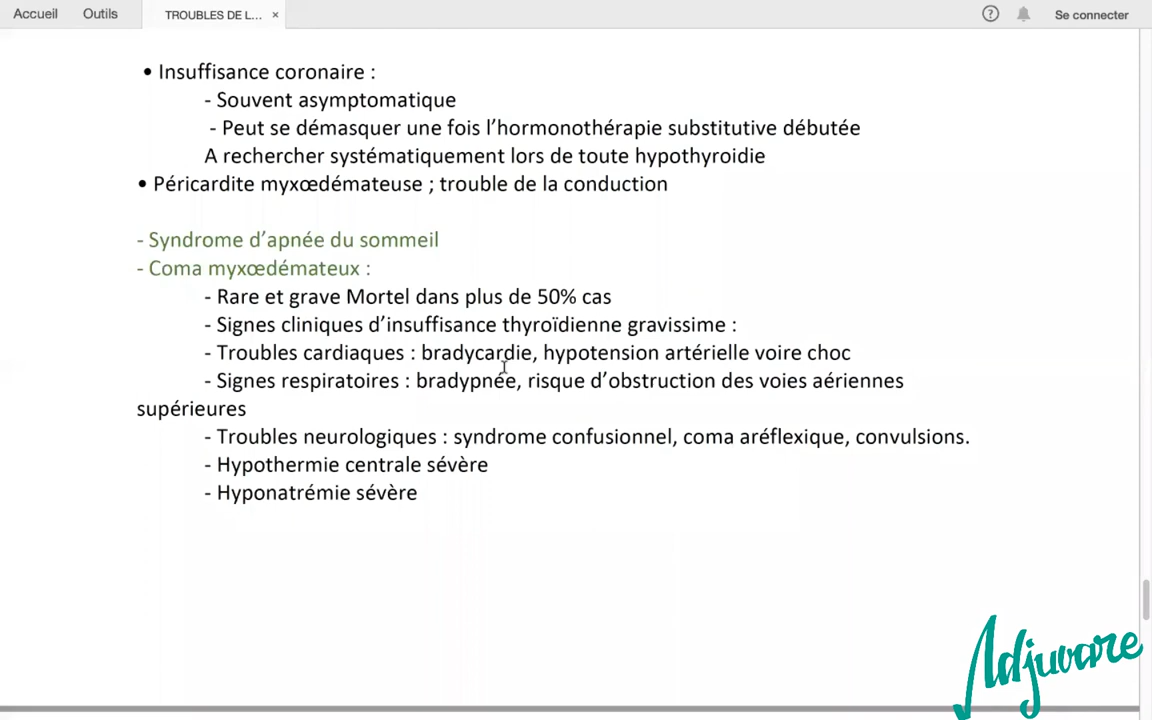 Accueil Outils TROUBLES DE L... × ? Se connecter
• Insuffisance coronaire :
- Souvent asymptomatique
- Peut se démasquer une fois l’hormonothérapie substitutive débutée
A rechercher systématiquement lors de toute hypothyroidie
• Péricardite myxœdémateuse ; trouble de la conduction
- Syndrome d’apnée du sommeil
- Coma myxœdémateux :
- Rare et grave Mortel dans plus de 50% cas
- Signes cliniques d’insuffisance thyroïdienne gravissime :
- Troubles cardiaques : bradycardie, hypotension artérielle voire choc
- Signes respiratoires : bradypnée, risque d’obstruction des voies aériennes
supérieures
- Troubles neurologiques : syndrome confusionnel, coma aréflexique, convulsions.
- Hypothermie centrale sévère
- Hyponatrémie sévère
Adjuvare